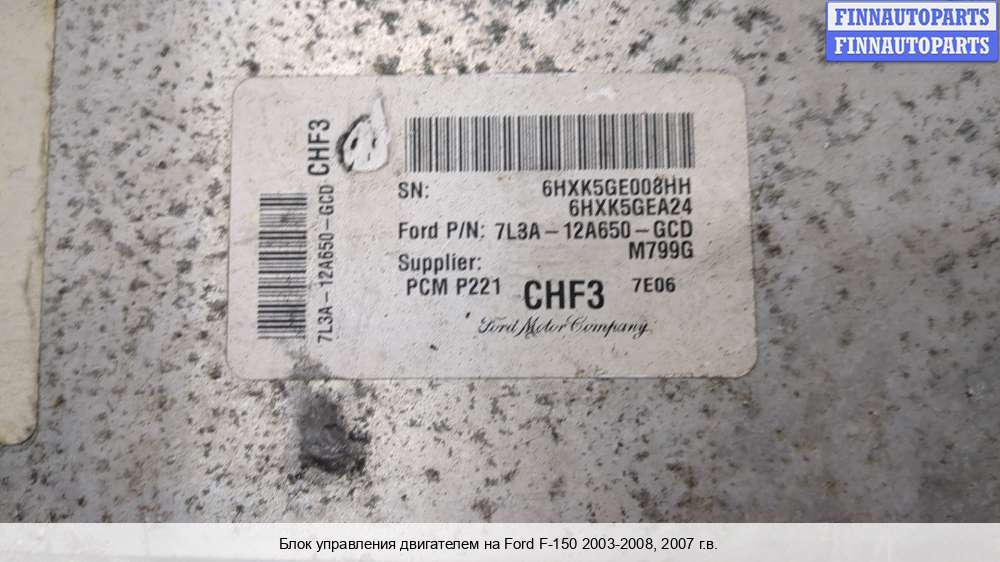 FINNAUTOPARTS
FINNAUTOPARTS
7L3A-12A650-GCD CHF3
SN: 6HXK5GE008HH
6HXK5GEA24
Ford P/N: 7L3A-12A650-GCD
M799G
Supplier:
PCM P221 CHF3 7E06
Ford Motor Company
Блок управления двигателем на Ford F-150 2003-2008, 2007 г.в.